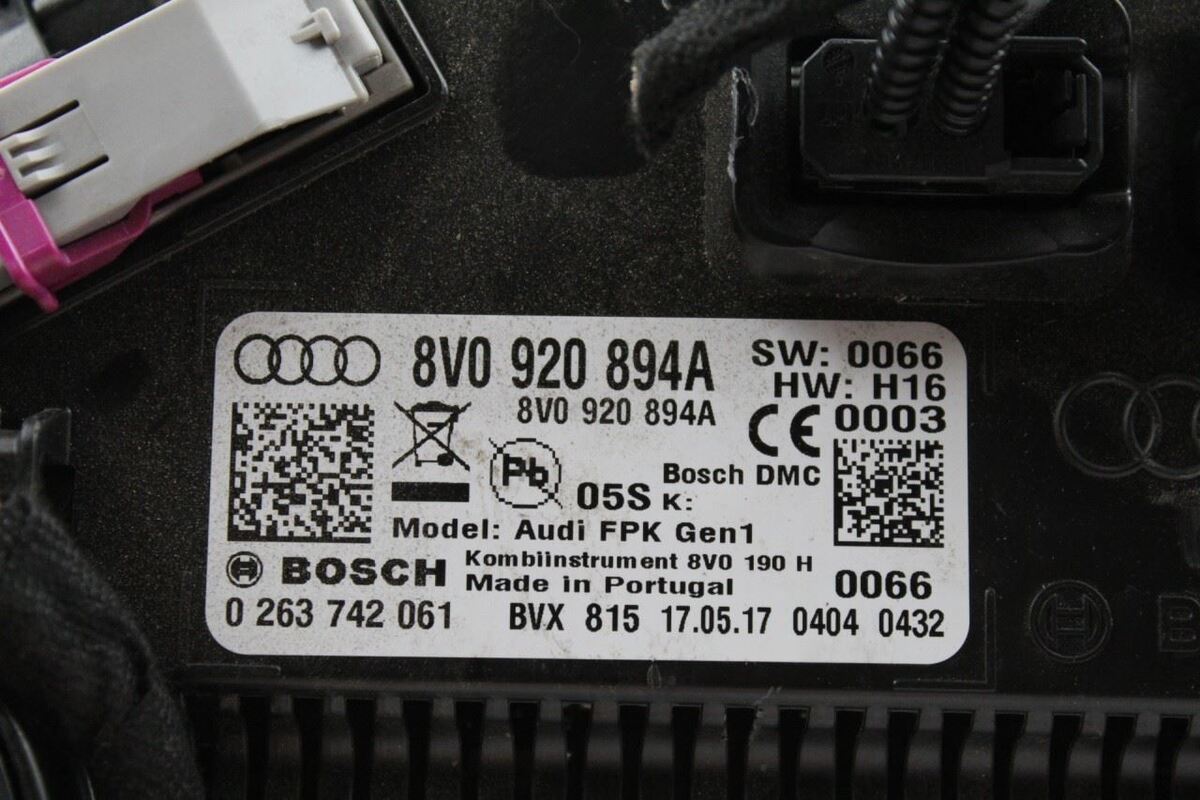 8V0 920 894A
SW: 0066
HW: H16
8V0 920 894A
CE 0003
Pb
Bosch DMC
05S K:
Model: Audi FPK Gen1
Kombiinstrument 8V0 190 H
BOSCH
Made in Portugal
0066
0 263 742 061 BVX 815 17.05.17 0404 0432